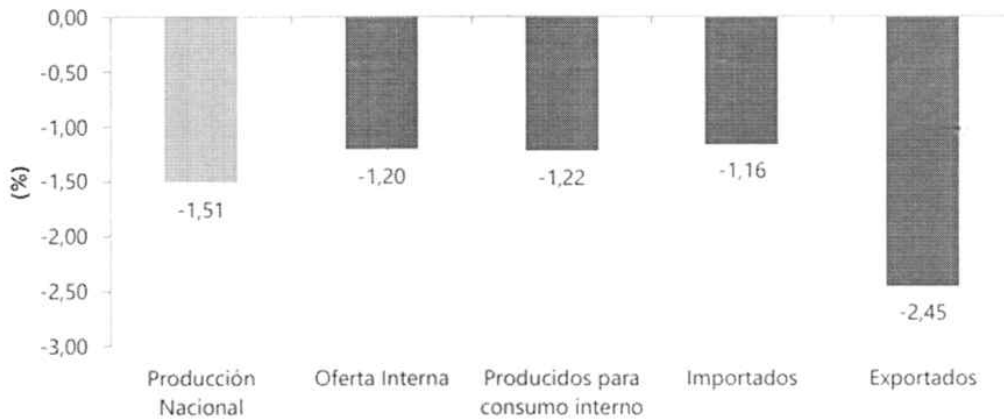 0,00
-0,50
-1,00
-1,50
-2,00
-2,50
-3,00
(%)
-1,51
-1,20
-1,22
-1,16
-2,45
Producción
Nacional
Oferta Interna
Producidos para
consumo interno
Importados
Exportados